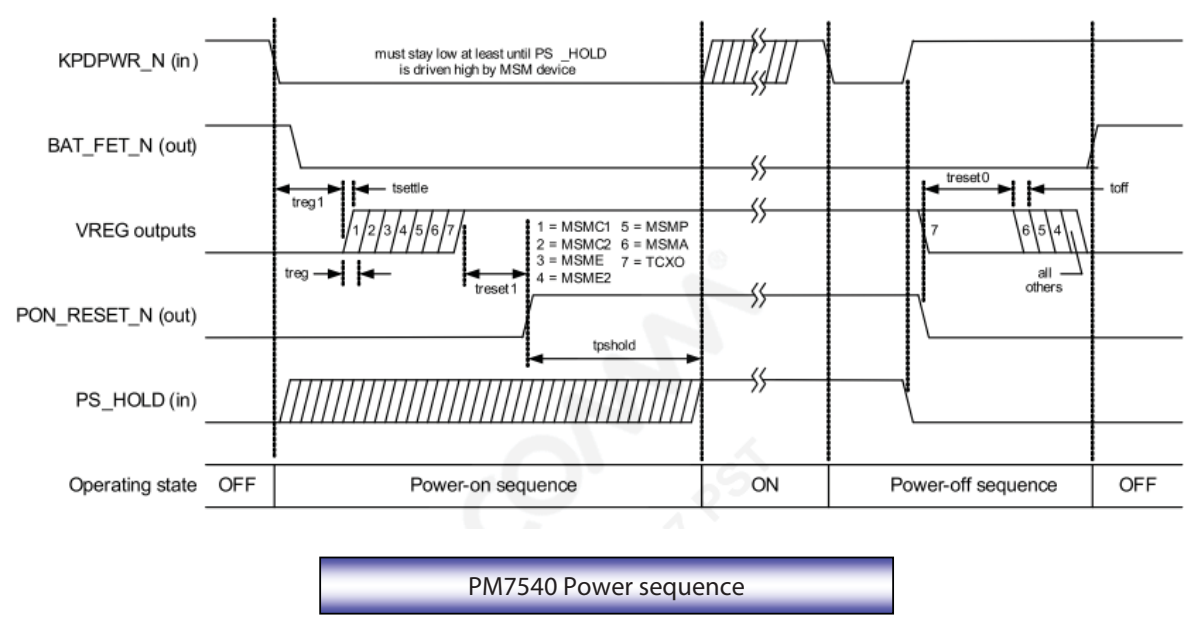 KPDPWR_N (in)
must stay low at least until PS _HOLD
is driven high by MSM device
BAT_FET_N (out)
treg1
tsettle
treset0
toff
VREG outputs
1 2 3 4 5 6 7
1 = MSMC1 5 = MSMP
2 = MSMC2 6 = MSMA
3 = MSME 7 = TCXO
4 = MSME2
7
6 5 4
treg
treset1
all
others
PON_RESET_N (out)
tpshold
PS_HOLD (in)
Operating state OFF Power-on sequence ON Power-off sequence OFF
PM7540 Power sequence